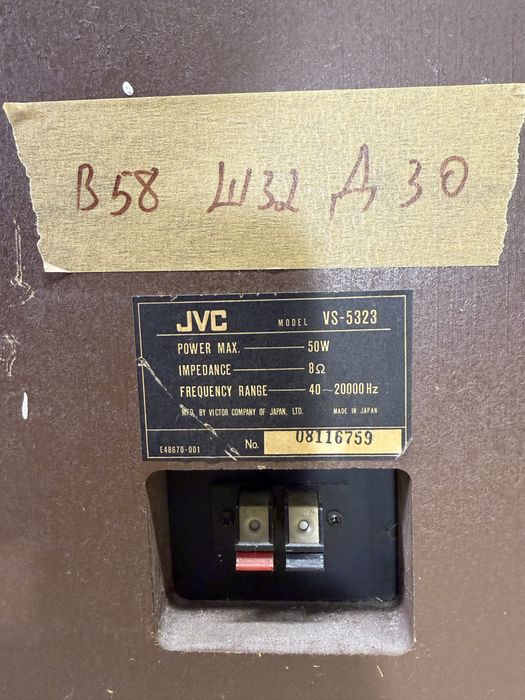 В58 Ш32 Д30
JVC MODEL VS-5323
POWER MAX. 50W
IMPEDANCE 8Ω
FREQUENCY RANGE 40~20000Hz
MFD. BY VICTOR COMPANY OF JAPAN, LTD. MADE IN JAPAN
E48670-001 No. 08116759